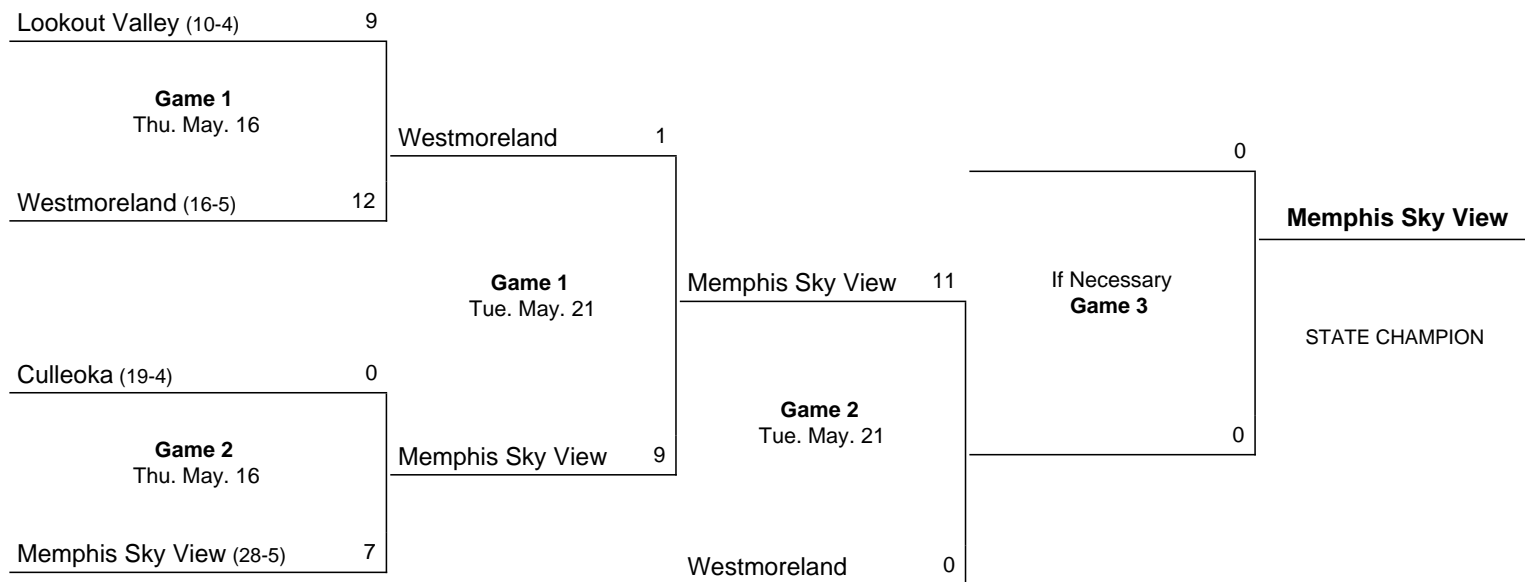 Lookout Valley (10-4) 9
Game 1
Thu. May. 16
Westmoreland (16-5) 12
Culleoka (19-4) 0
Game 2
Thu. May. 16
Memphis Sky View (28-5) 7
Westmoreland 1
Game 1
Tue. May. 21
Memphis Sky View 9
Memphis Sky View 11
Game 2
Tue. May. 21
Westmoreland 0
0
If Necessary
Game 3
0
Memphis Sky View
STATE CHAMPION